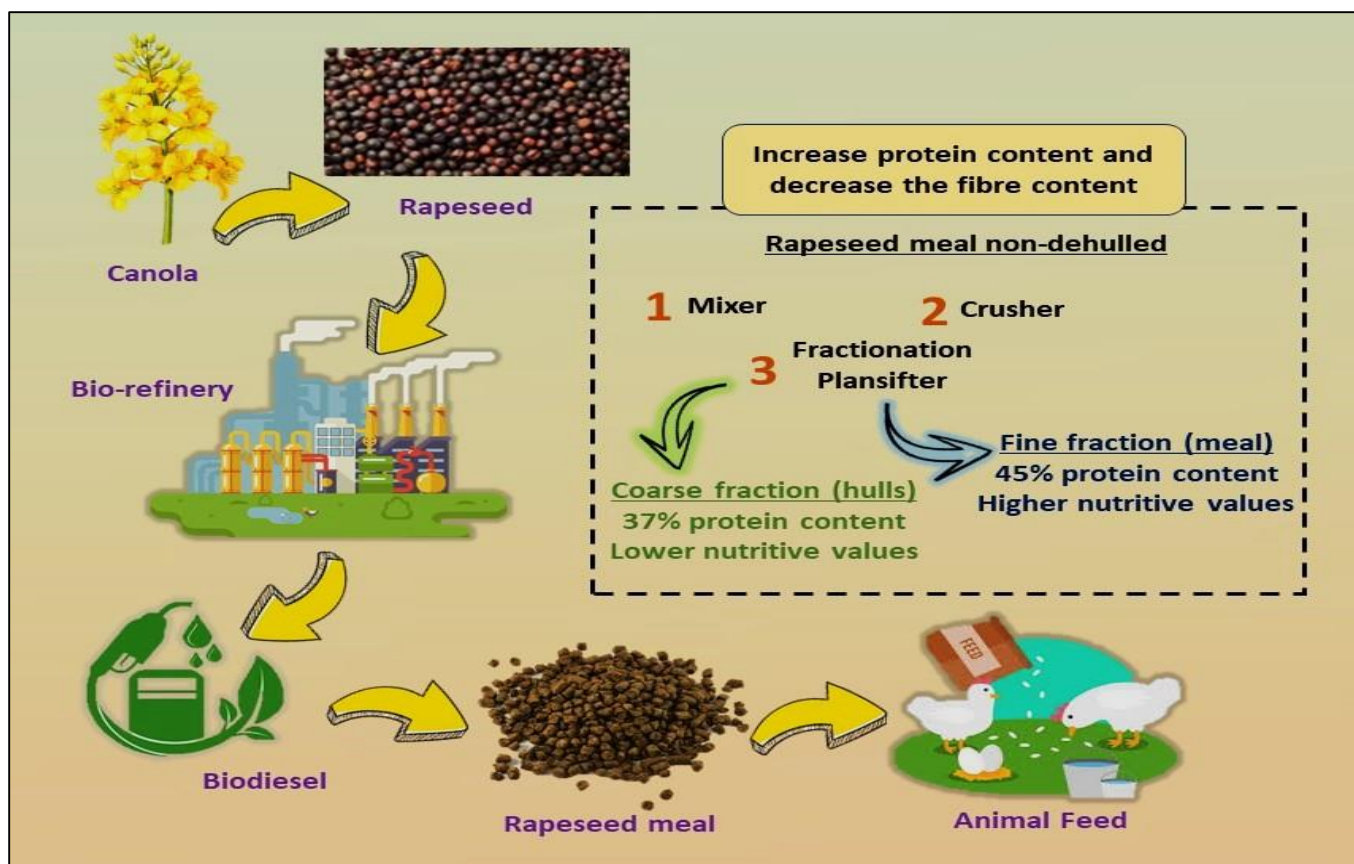 Canola
Rapeseed
Bio-refinery
Biodiesel
Rapeseed meal
FEED
Animal Feed
Increase protein content and
decrease the fibre content
Rapeseed meal non-dehulled
1 Mixer
2 Crusher
3 Fractionation
Plansifter
Coarse fraction (hulls)
37% protein content
Lower nutritive values
Fine fraction (meal)
45% protein content
Higher nutritive values